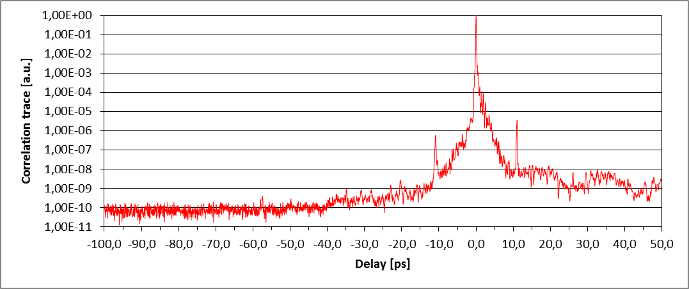 1,00E+00
1,00E-01
1,00E-02
1,00E-03
1,00E-04
1,00E-05
1,00E-06
1,00E-07
1,00E-08
1,00E-09
1,00E-10
1,00E-11
Correlation trace [a.u.]
-100,0 -90,0 -80,0 -70,0 -60,0 -50,0 -40,0 -30,0 -20,0 -10,0 0,0 10,0 20,0 30,0 40,0 50,0
Delay [ps]